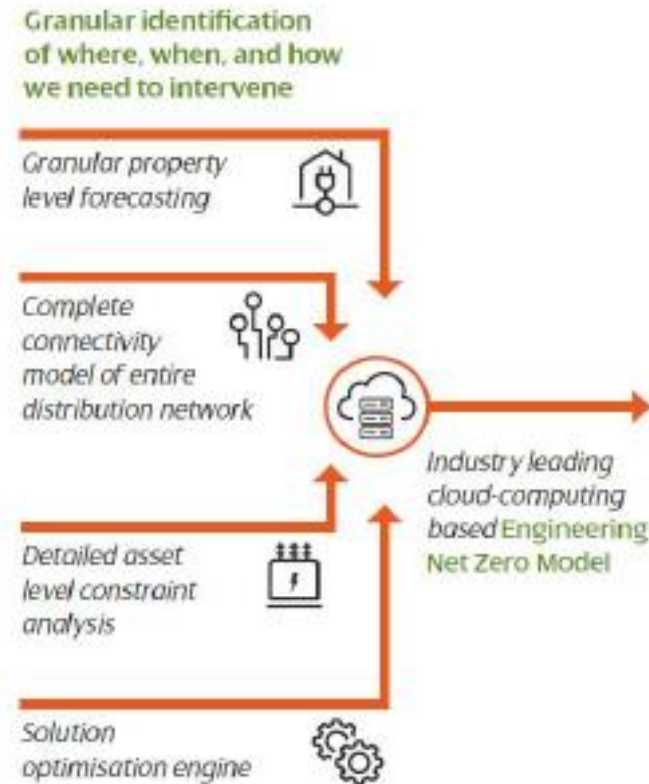 Granular identification
of where, when, and how
we need to intervene
Granular property
level forecasting
Complete
connectivity
model of entire
distribution network
Industry leading
cloud-computing
based Engineering
Net Zero Model
Detailed asset
level constraint
analysis
Solution
optimisation engine